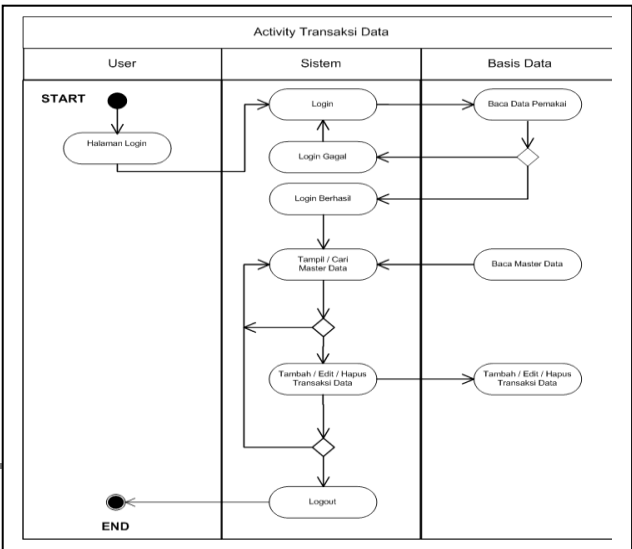 Activity Transaksi Data
User
Sistem
Basis Data
START
Login
Baca Data Pemakai
Halaman Login
Login Gagal
Login Berhasil
Tampil / Cari
Master Data
Baca Master Data
Tambah / Edit / Hapus
Transaksi Data
Tambah / Edit / Hapus
Transaksi Data
Logout
END